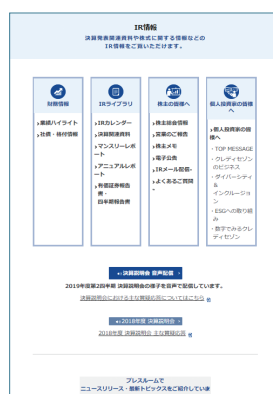 IR情報
決算発表関連資料や株式に関する情報などの
IR情報をご覧いただけます。
財務情報
›業績ハイライト
›社債・格付情報
IRライブラリ
›IRカレンダー
›決算関連資料
›マンスリーレポ
ート
›アニュアルレポ
ート
›有価証券報告
書・
四半期報告書
株主の皆様へ
›株主総会情報
›営業のご報告
›株主メモ
›電子公告
›IRメール配信
›よくあるご質問
個人投資家の皆様
へ
›個人投資家の皆
様へ
・TOP MESSAGE
・クレディセゾン
のビジネス
・ダイバーシティ
&
インクルージョ
ン
・ESGへの取り組
み
・数字でみるクレ
ディセゾン
決算説明会 音声配信
2019年度第2四半期 決算説明会の様子を音声で配信しています。
決算説明会における主な質疑応答についてはこちら
2018年度 決算説明会
2018年度 決算説明会 主な質疑応答
プレスルームで
ニュースリリース・最新トピックスをご紹介していま